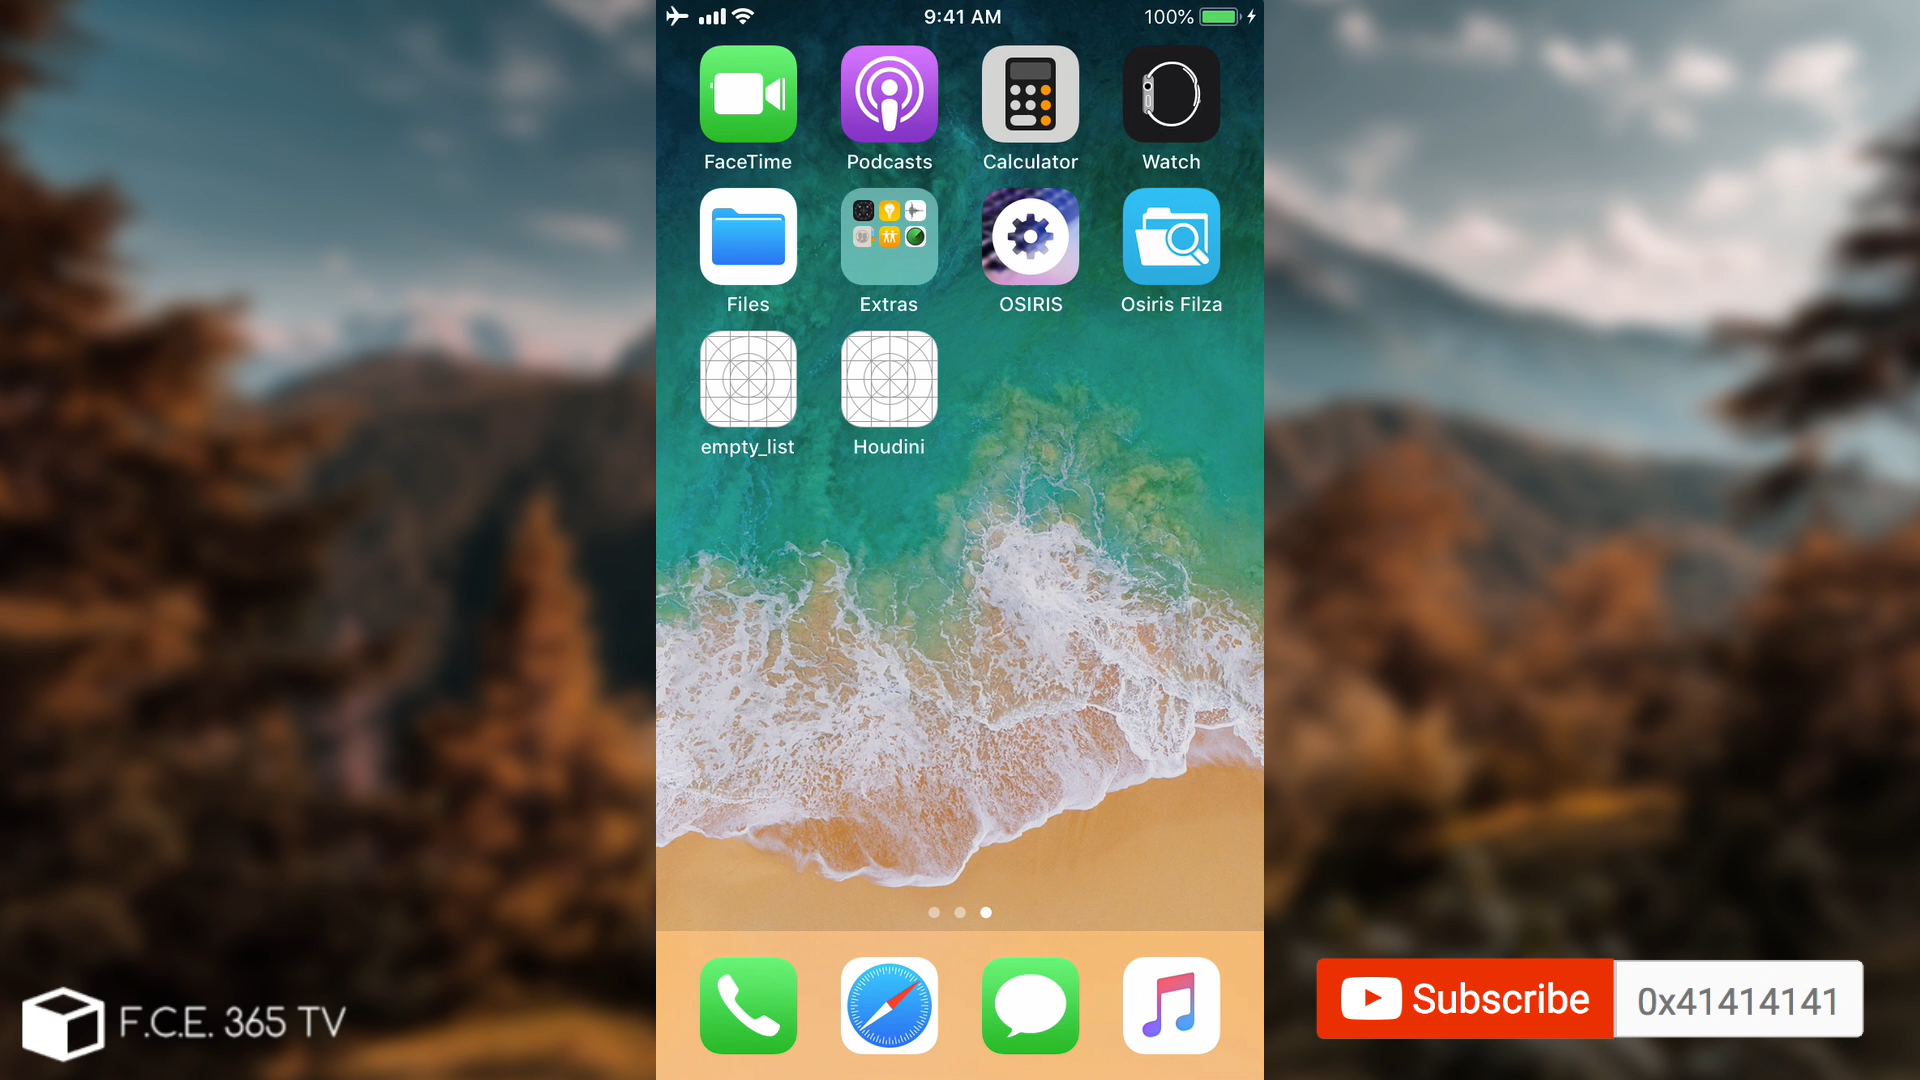 9:41 AM
100%
FaceTime
Podcasts
Calculator
Watch
Files
Extras
OSIRIS
Osiris Filza
empty_list
Houdini
F.C.E. 365 TV
Subscribe
0x41414141